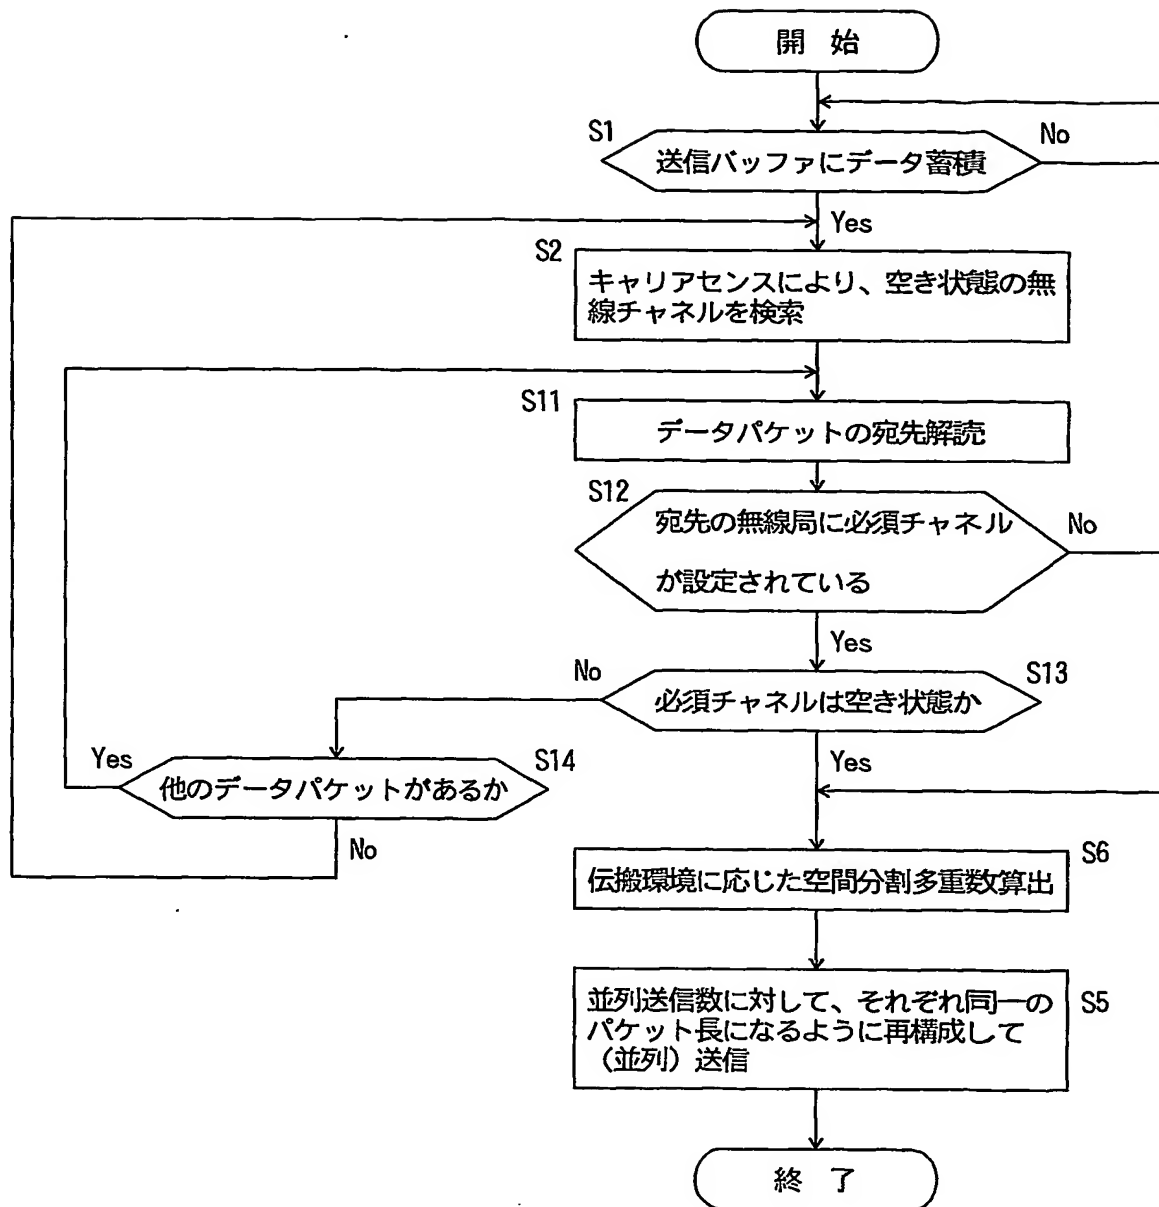 開 始
S1
送信バッファにデータ蓄積
No
Yes
S2
キャリアセンスにより、空き状態の無
線チャネルを検索
S11
データパケットの宛先解読
S12
宛先の無線局に必須チャネル
が設定されている
No
Yes
No
S13
必須チャネルは空き状態か
Yes
Yes
S14
他のデータパケットがあるか
No
S6
伝搬環境に応じた空間分割多重数算出
並列送信数に対して、それぞれ同一の
パケット長になるように再構成して
（並列）送信
S5
終 了